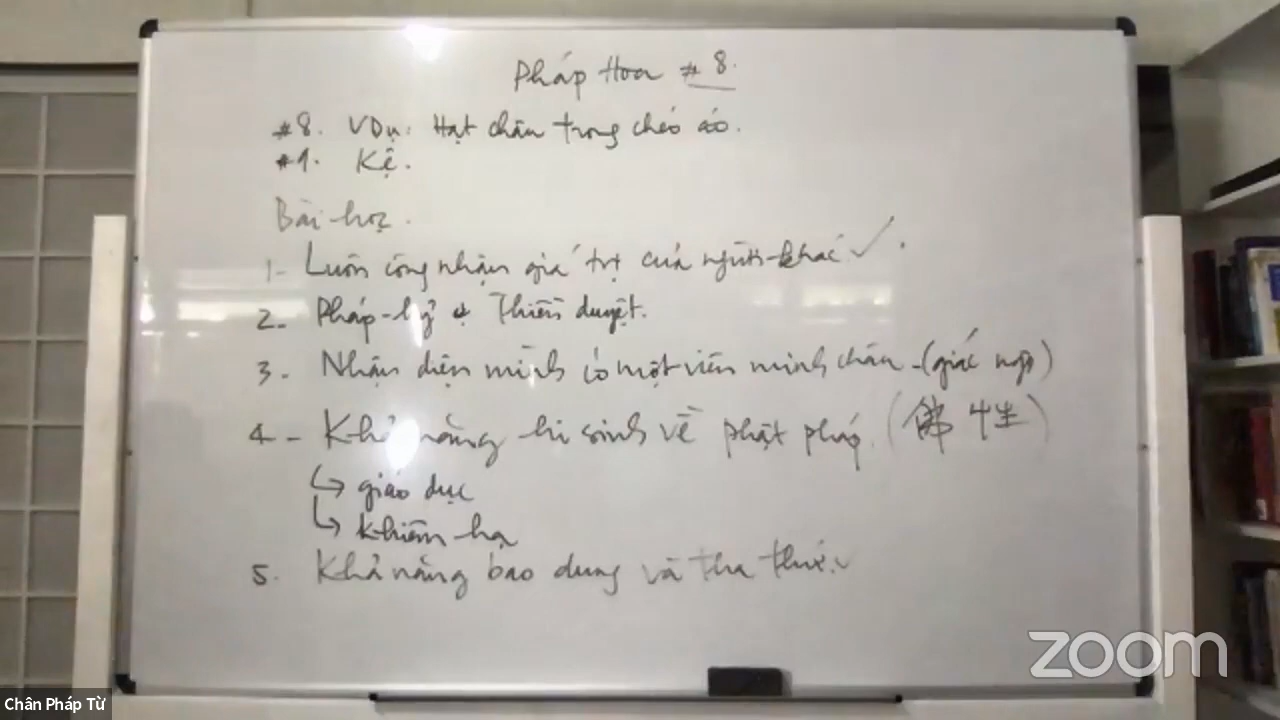 Pháp Hoa #8.
#8. VDụ: Hạt châu trong chéo áo.
#9. Kệ.
Bài học.
1- Luôn công nhận giá trị của người khác ✓.
2- Pháp-hỷ & Thiền duyệt.
3. Nhận diện mình có một viên minh châu - (giác ngộ)
4- Khả năng hi sinh về phật pháp. (佛性)
↳ giáo dục
↳ khiêm hạ
5. Khả năng bao dung và tha thứ.
zoom
Chân Pháp Từ